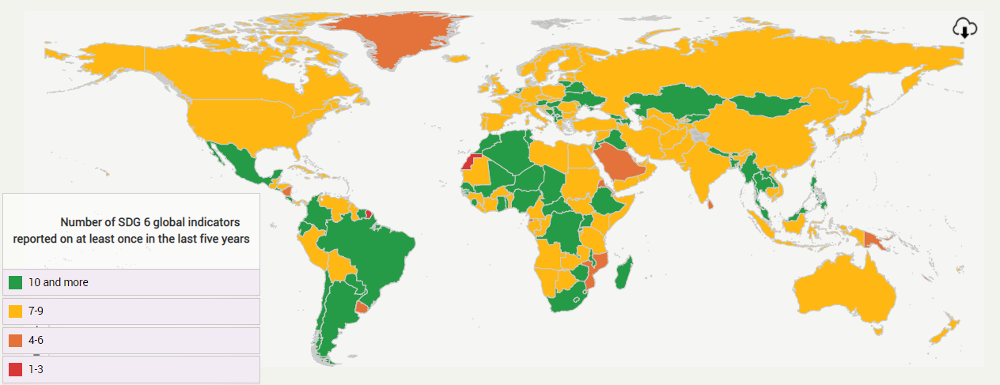 Number of SDG 6 global indicators
reported on at least once in the last five years
10 and more
7-9
4-6
1-3